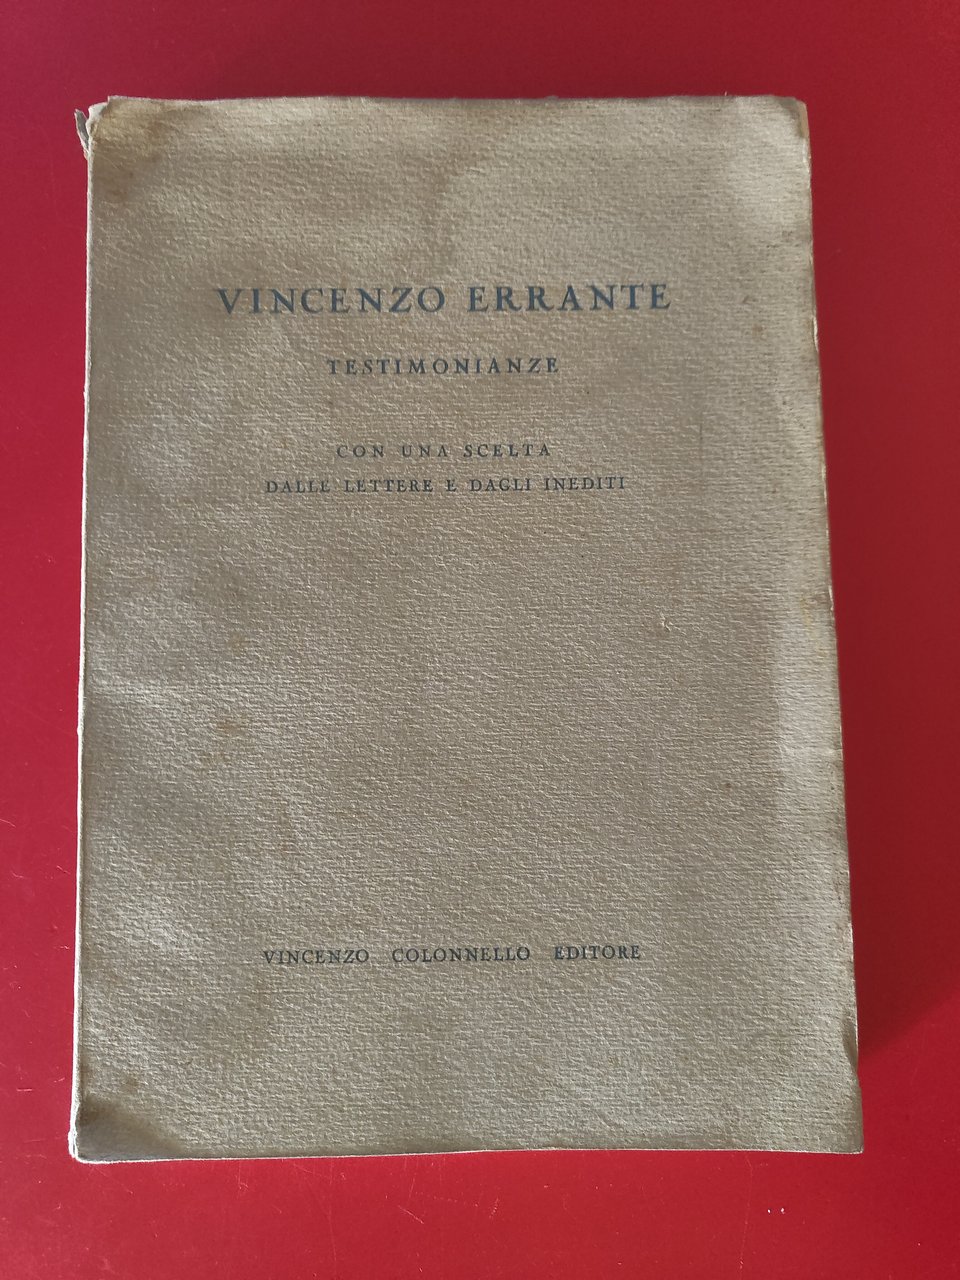 VINCENZO ERRANTE
TESTIMONIANZE
CON UNA SCELTA
DALLE LETTERE E DAGLI INEDITI
VINCENZO COLONNELLO EDITORE